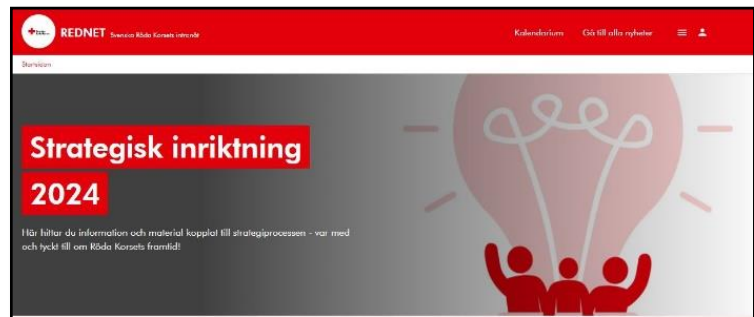 REDNET Svenska Röda Korsets intranät
Kalendarium Gå till alla nyheter
Startsidan
Strategisk inriktning
2024
Här hittar du information och material kopplat till strategiprocessen - var med
och tyckt till om Röda Korsets framtid!